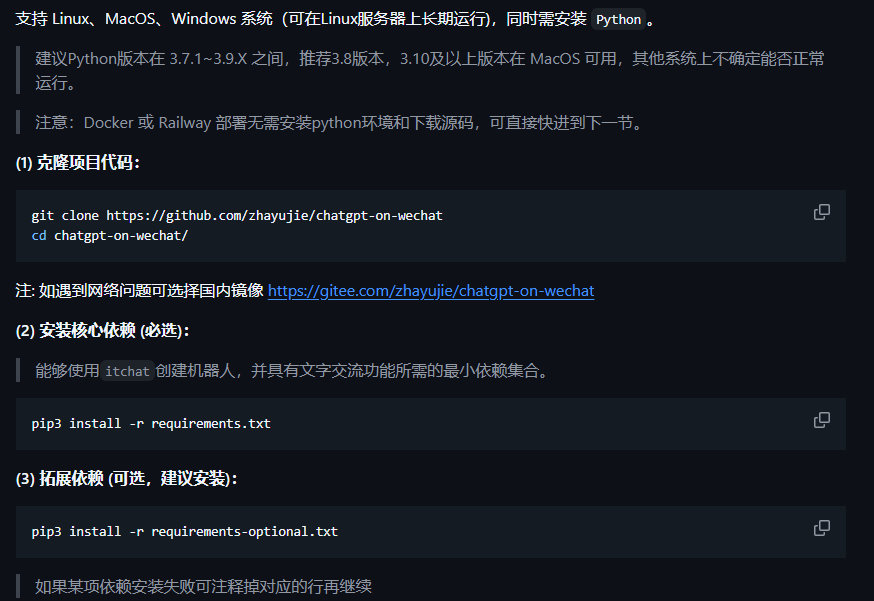 支持 Linux、MacOS、Windows 系统（可在Linux服务器上长期运行)，同时需安装 Python 。
建议Python版本在 3.7.1~3.9.X 之间，推荐3.8版本，3.10及以上版本在 MacOS 可用，其他系统上不确定能否正常
运行。
注意：Docker 或 Railway 部署无需安装python环境和下载源码，可直接快进到下一节。
(1) 克隆项目代码：
git clone https://github.com/zhayujie/chatgpt-on-wechat
cd chatgpt-on-wechat/
注: 如遇到网络问题可选择国内镜像 https://gitee.com/zhayujie/chatgpt-on-wechat
(2) 安装核心依赖 (必选)：
能够使用 itchat 创建机器人，并具有文字交流功能所需的最小依赖集合。
pip3 install -r requirements.txt
(3) 拓展依赖 (可选，建议安装)：
pip3 install -r requirements-optional.txt
如果某项依赖安装失败可注释掉对应的行再继续